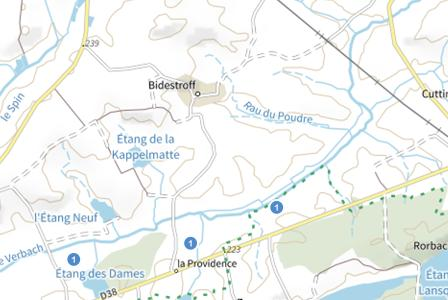 239
Bidestroff
le Spin
Cuttin
Rau du Poudre
Étang de la
Kappelmatte
l'Étang Neuf
1
1
223
e Verbach
1
la Providence
Rorbac
Étang des Dames
Étan
Lansc
D38